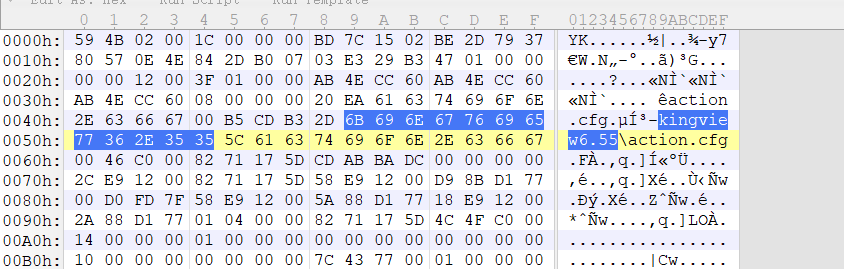 0 1 2 3 4 5 6 7 8 9 A B C D E F 0123456789ABCDEF
0000h: 59 4B 02 00 1C 00 00 00 BD 7C 15 02 BE 2D 79 37 YK......½|..¾-y7
0010h: 80 57 0E 4E 84 2D B0 07 03 E3 29 B3 47 01 00 00 €W.N„-°..ã)³G...
0020h: 00 00 12 00 3F 01 00 00 AB 4E CC 60 AB 4E CC 60 ....?...«NÌ`«NÌ`
0030h: AB 4E CC 60 08 00 00 00 20 EA 61 63 74 69 6F 6E «NÌ`.... êaction
0040h: 2E 63 66 67 00 B5 CD B3 2D 6B 69 6E 67 76 69 65 .cfg.µÍ³-kingvie
0050h: 77 36 2E 35 35 5C 61 63 74 69 6F 6E 2E 63 66 67 w6.55\action.cfg
0060h: 00 46 C0 00 82 71 17 5D CD AB BA DC 00 00 00 00 .FÀ.‚q.]Í«ºÜ....
0070h: 2C E9 12 00 82 71 17 5D 58 E9 12 00 D9 8B D1 77 ,é..‚q.]Xé..Ù‹Ñw
0080h: 00 D0 FD 7F 58 E9 12 00 5A 88 D1 77 18 E9 12 00 .Ðý.Xé..ZˆÑw.é..
0090h: 2A 88 D1 77 01 04 00 00 82 71 17 5D 4C 4F C0 00 *ˆÑw....‚q.]LOÀ.
00A0h: 14 00 00 00 01 00 00 00 00 00 00 00 00 00 00 00 ................
00B0h: 10 00 00 00 00 00 00 00 7C 43 77 00 01 00 00 00 ........|Cw.....